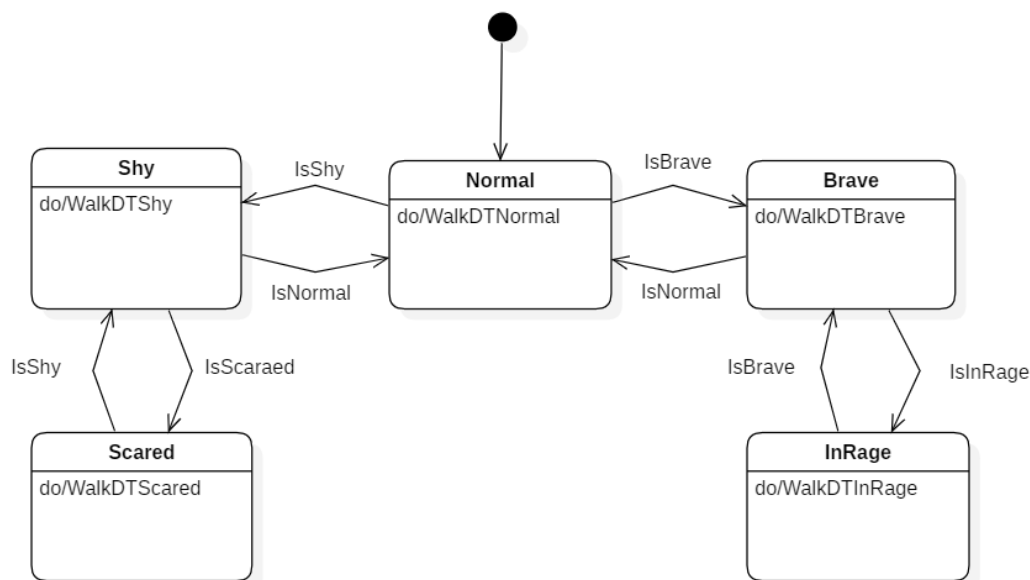 Shy
do/WalkDTShy
IsShy
Normal
do/WalkDTNormal
IsBrave
Brave
do/WalkDTBrave
IsNormal
IsNormal
IsShy
IsScaraed
IsBrave
IsInRage
Scared
do/WalkDTScared
InRage
do/WalkDTInRage